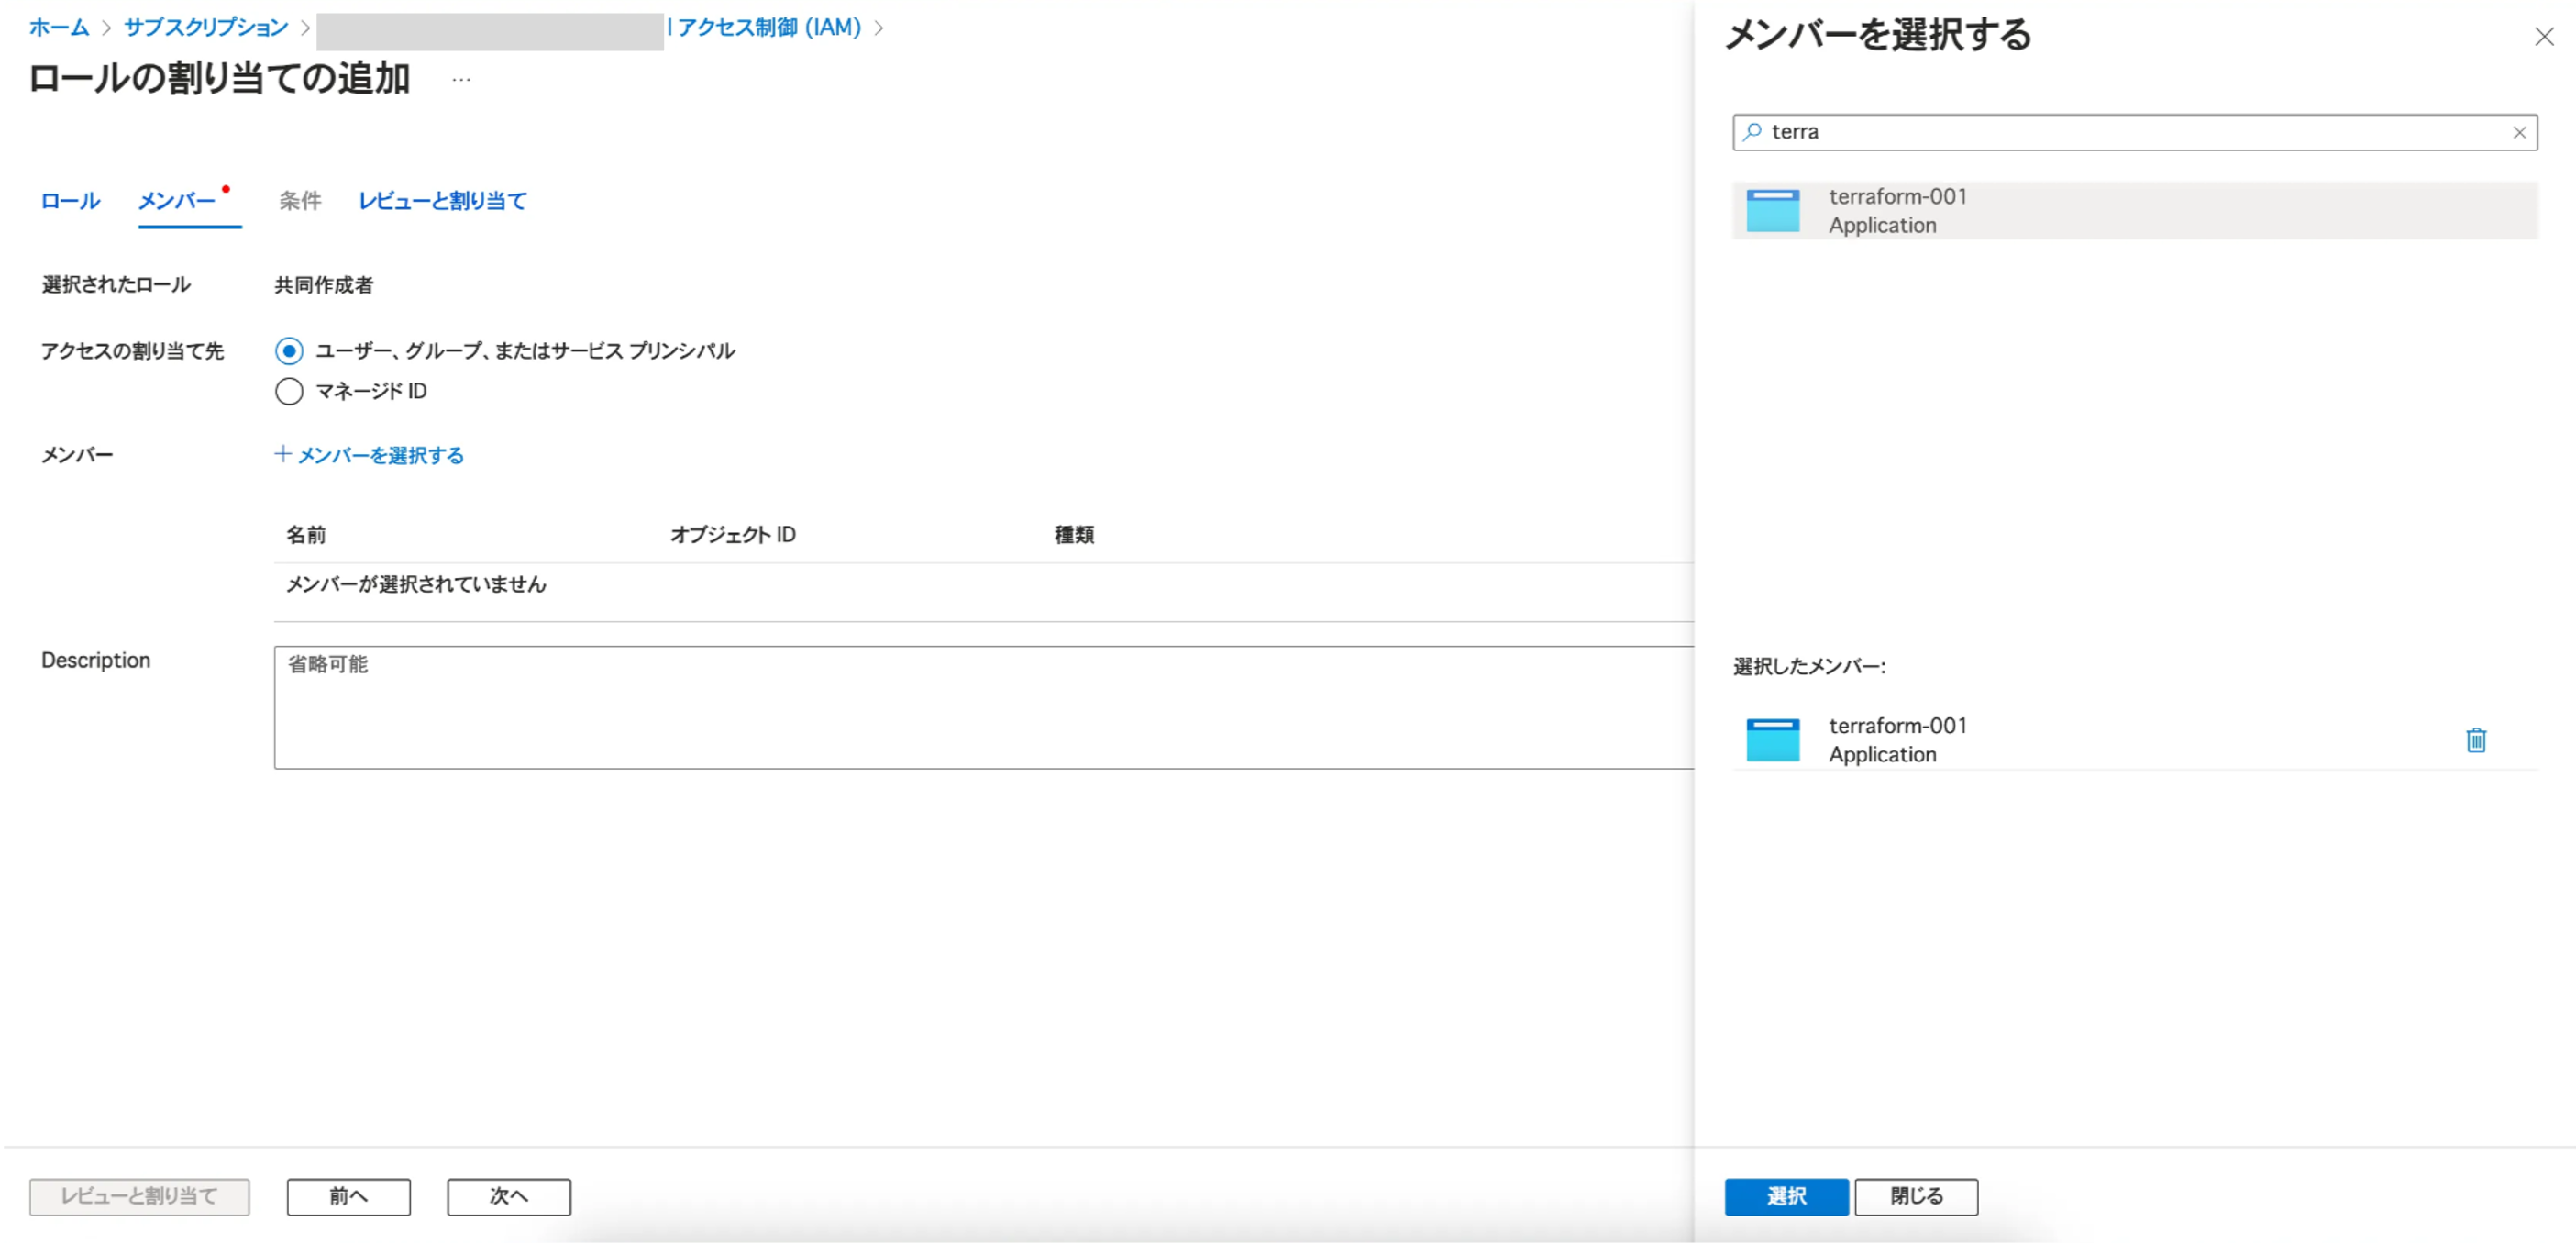 ホーム > サブスクリプション > | アクセス制御 (IAM) >
ロールの割り当ての追加 ...
ロール メンバー 条件 レビューと割り当て
選択されたロール 共同作成者
アクセスの割り当て先 ユーザー、グループ、またはサービス プリンシパル
マネージド ID
メンバー + メンバーを選択する
名前 オブジェクト ID 種類
メンバーが選択されていません
Description 省略可能
レビューと割り当て 前へ 次へ
メンバーを選択する
terra
terraform-001
Application
選択したメンバー:
terraform-001
Application
選択 閉じる